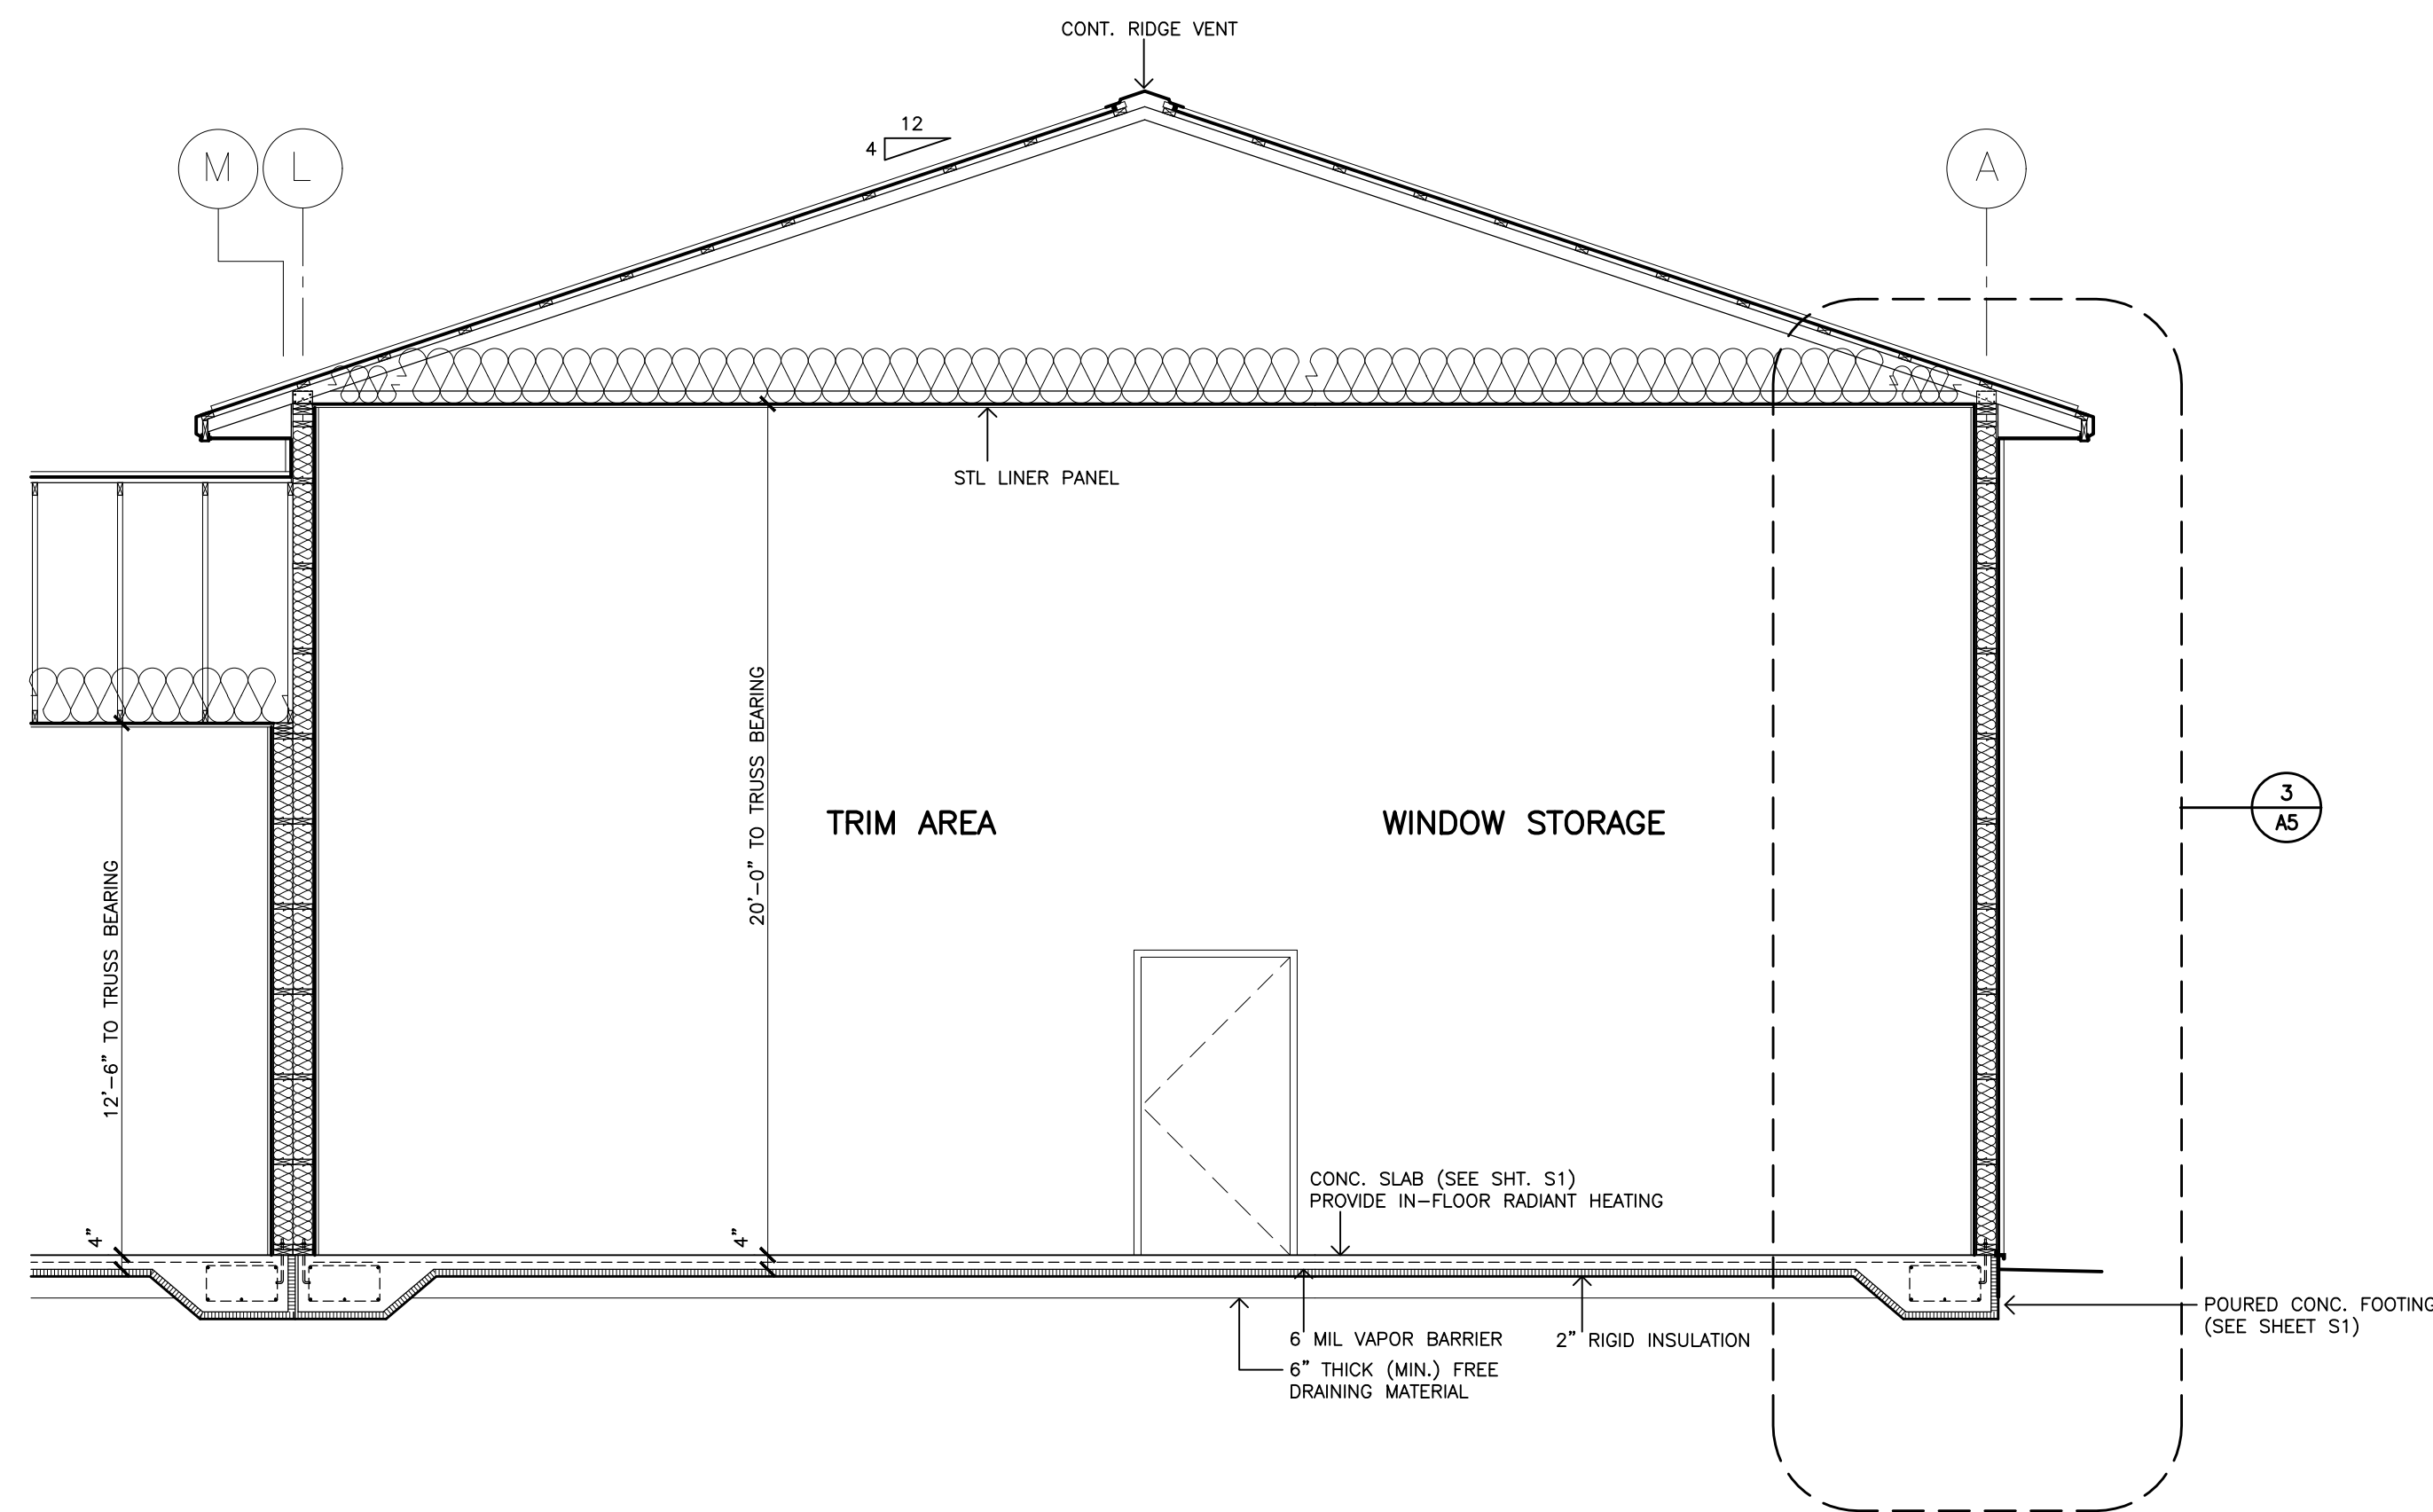 CONT. RIDGE VENT
12
4
M
L
A
STL LINER PANEL
20'-0" TO TRUSS BEARING
12'-6" TO TRUSS BEARING
TRIM AREA
WINDOW STORAGE
3
A5
CONC. SLAB (SEE SHT. S1)
PROVIDE IN-FLOOR RADIANT HEATING
4"
4"
POURED CONC. FOOTING
(SEE SHEET S1)
6 MIL VAPOR BARRIER
2" RIGID INSULATION
6" THICK (MIN.) FREE
DRAINING MATERIAL